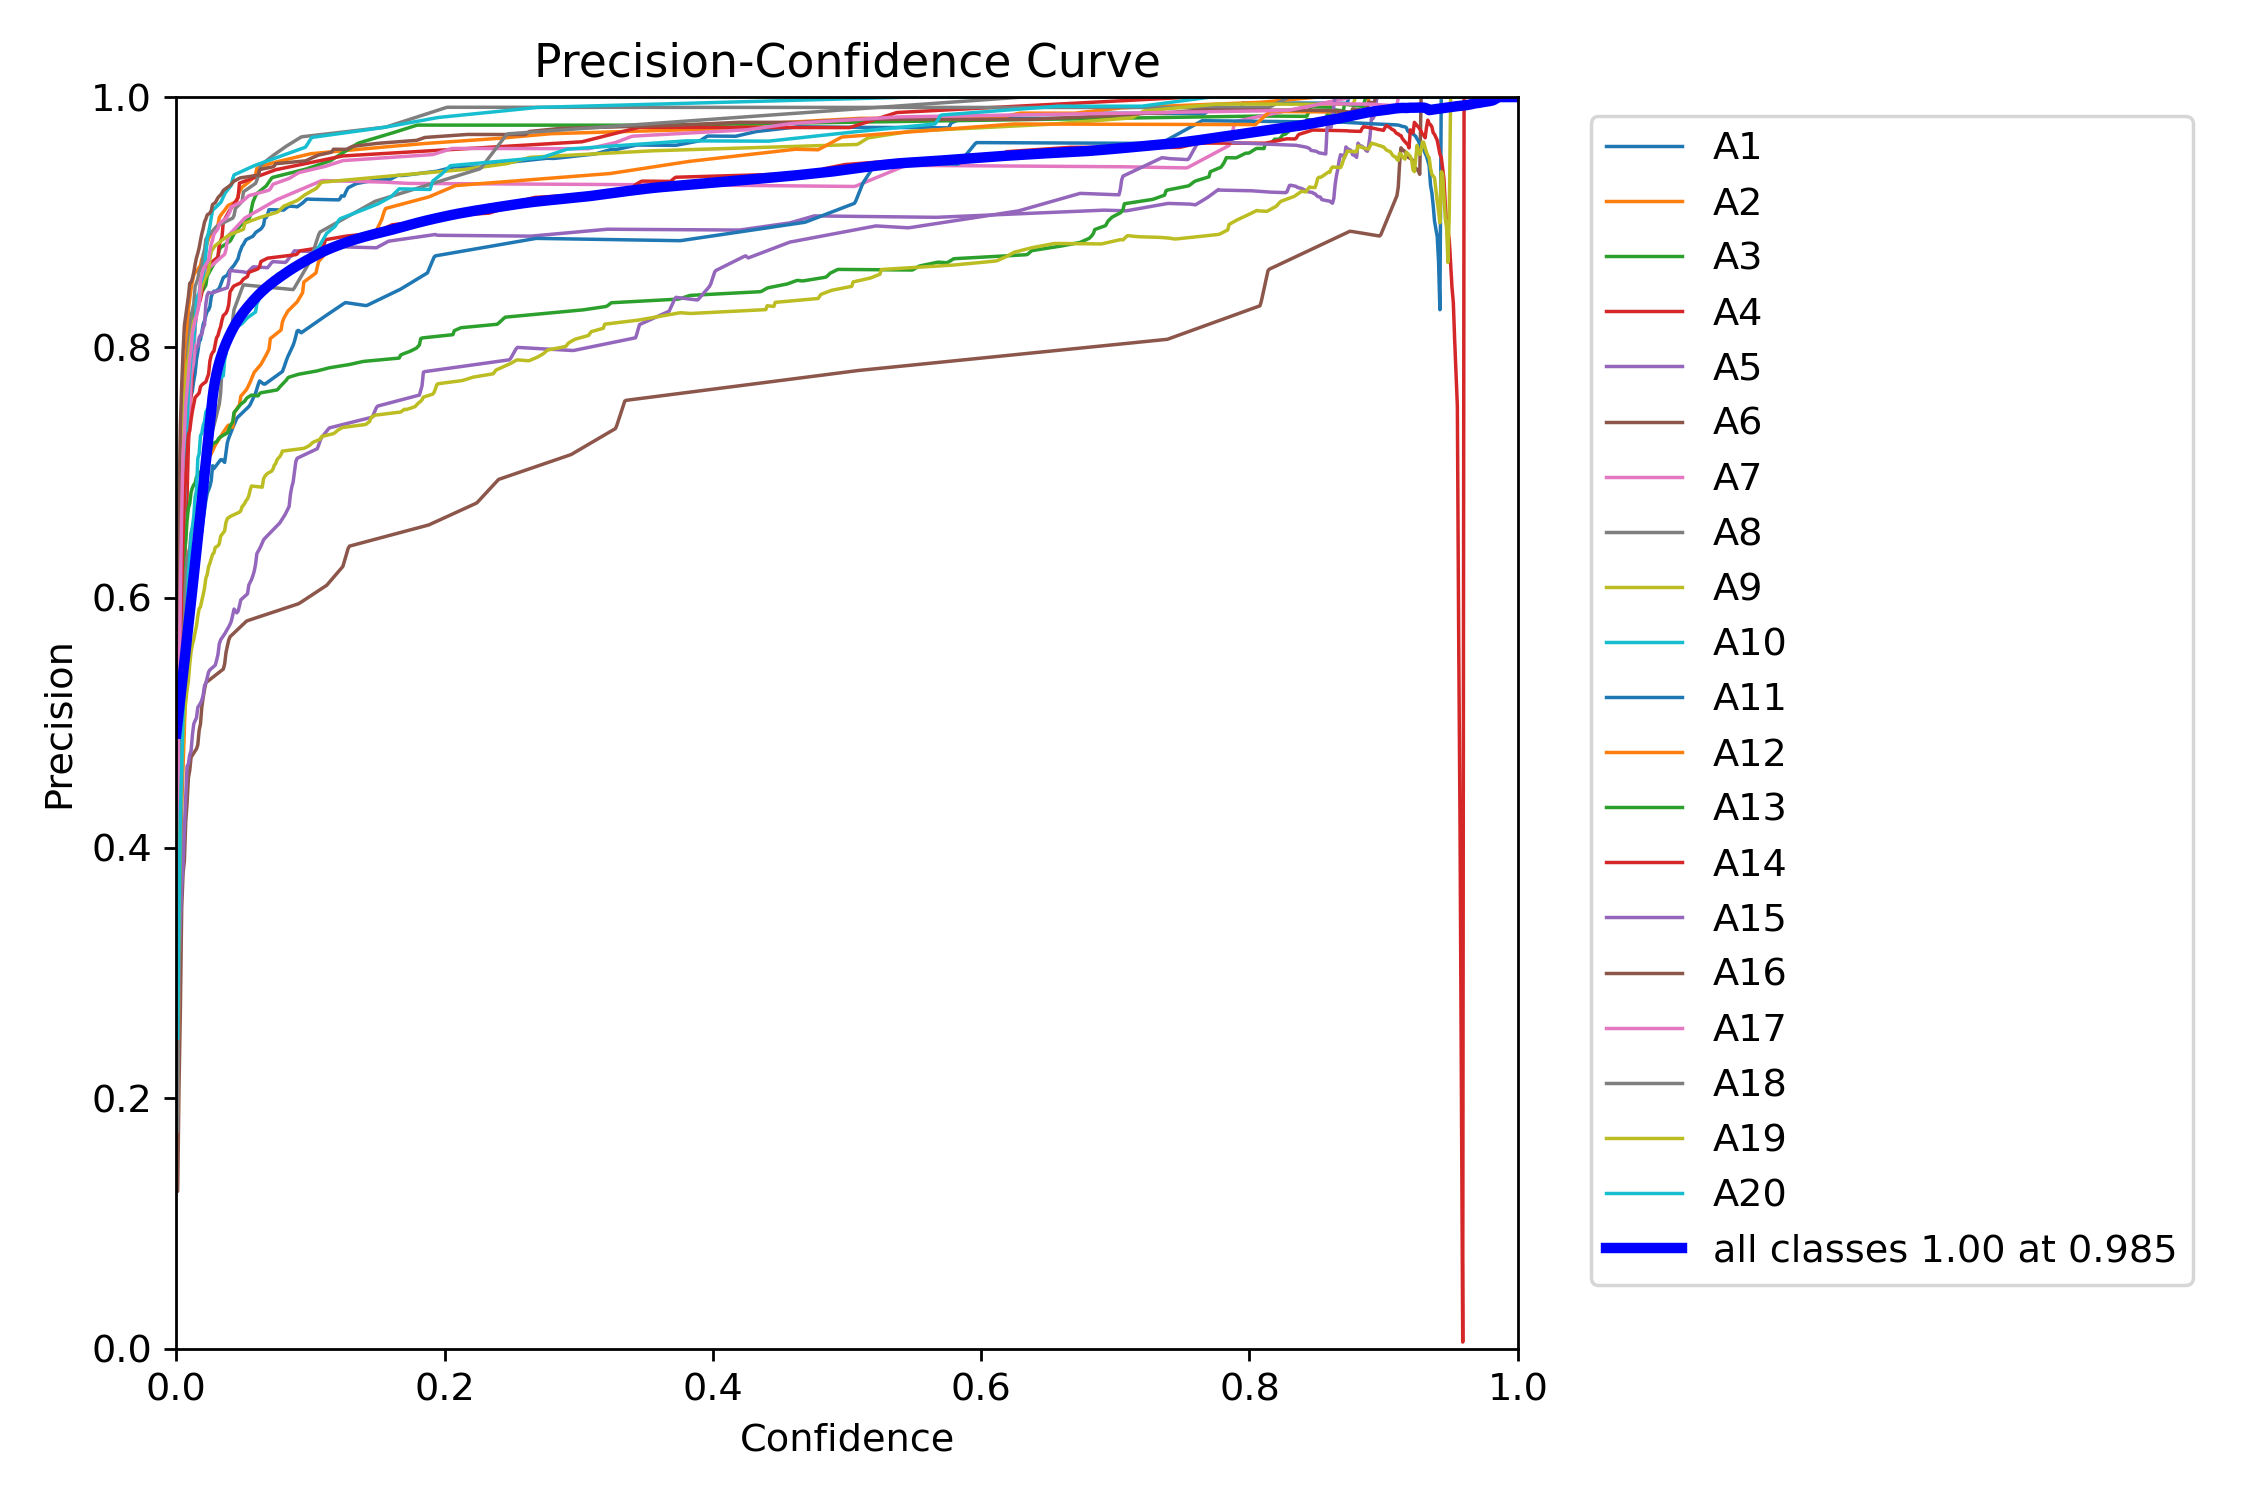 Precision-Confidence Curve
1.0
0.8
0.6
0.4
0.2
0.0
Precision
0.0 0.2 0.4 0.6 0.8 1.0
Confidence
A1
A2
A3
A4
A5
A6
A7
A8
A9
A10
A11
A12
A13
A14
A15
A16
A17
A18
A19
A20
all classes 1.00 at 0.985